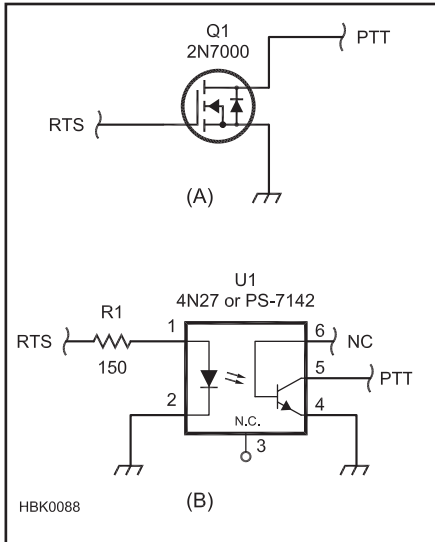 Q1
2N7000
PTT
RTS
(A)
U1
4N27 or PS-7142
R1
1
6
NC
RTS
150
5
PTT
2
4
N.C.
3
HBK0088
(B)